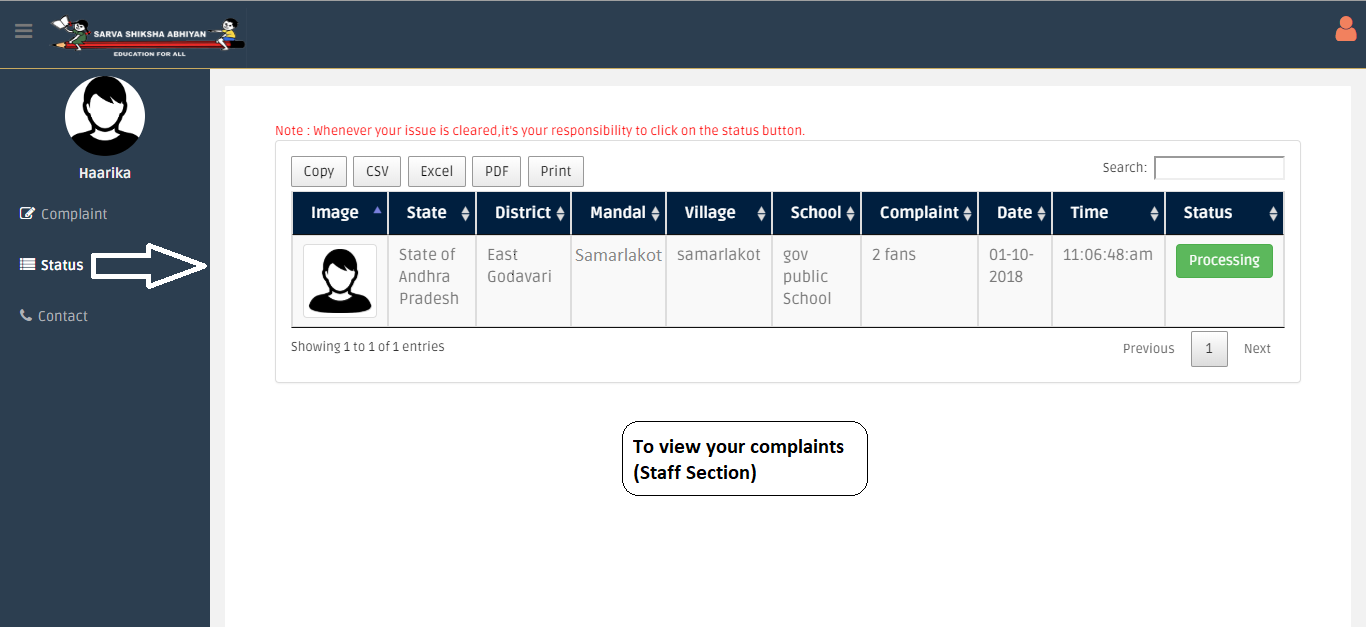 SARVA SHIKSHA ABHIYAN
EDUCATION FOR ALL
Haarika
Complaint
Status
Contact
Note : Whenever your issue is cleared,it's your responsibility to click on the status button.
Copy CSV Excel PDF Print Search:
Image State District Mandal Village School Complaint Date Time Status
State of East Samarlakot samarlakot gov 2 fans 01-10- 11:06:48:am Processing
Andhra Godavari public 2018
Pradesh School
Showing 1 to 1 of 1 entries Previous 1 Next
To view your complaints
(Staff Section)